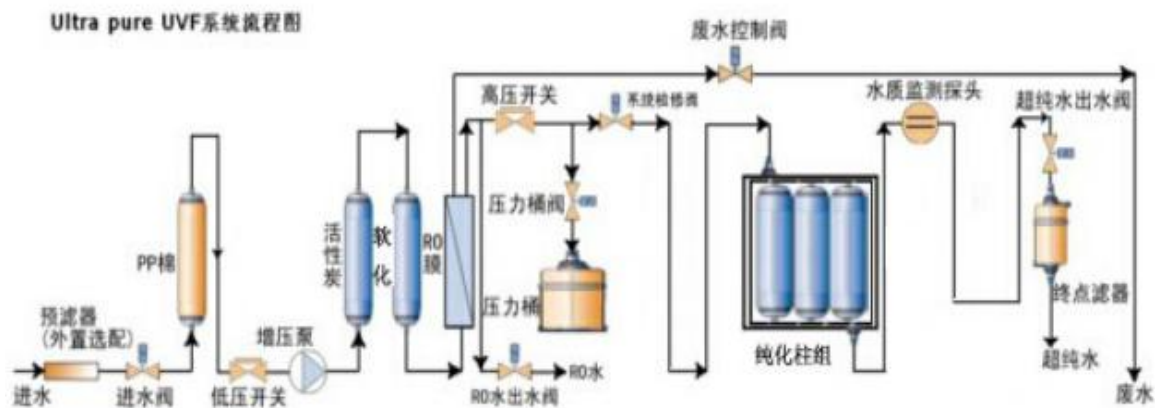 Ultra pure UVF系统流程图
废水控制阀
高压开关
系统检修阀
水质监测探头
超纯水出水阀
PP棉
活性炭
软化
RO膜
压力桶阀
压力桶
预滤器
(外置选配)
增压泵
终点滤器
纯化柱组
进水
进水阀
低压开关
RO水出水阀
RO水
超纯水
废水